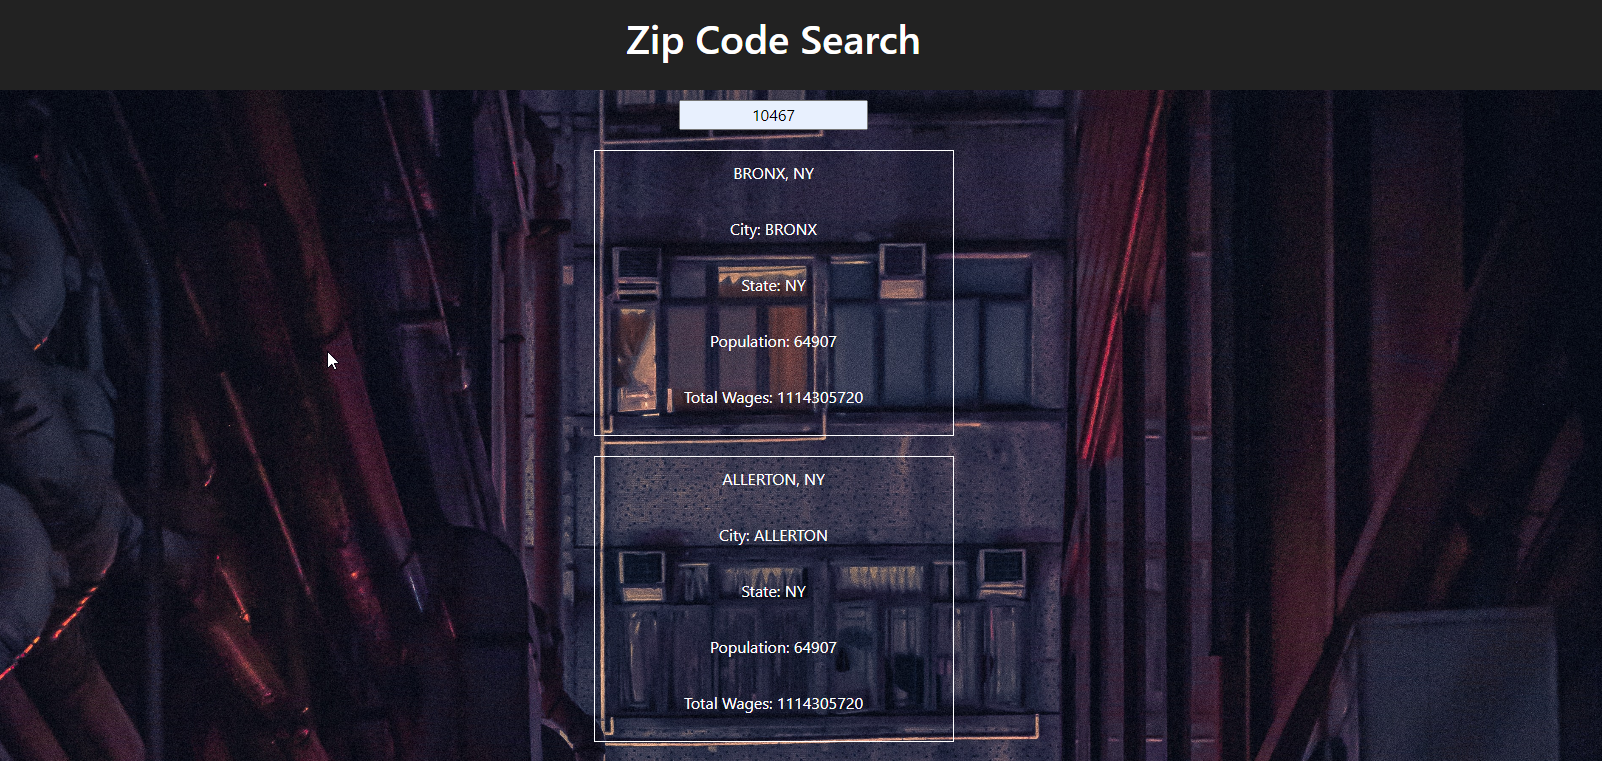 Zip Code Search
10467
BRONX, NY
City: BRONX
State: NY
Population: 64907
Total Wages: 1114305720
ALLERTON, NY
City: ALLERTON
State: NY
Population: 64907
Total Wages: 1114305720